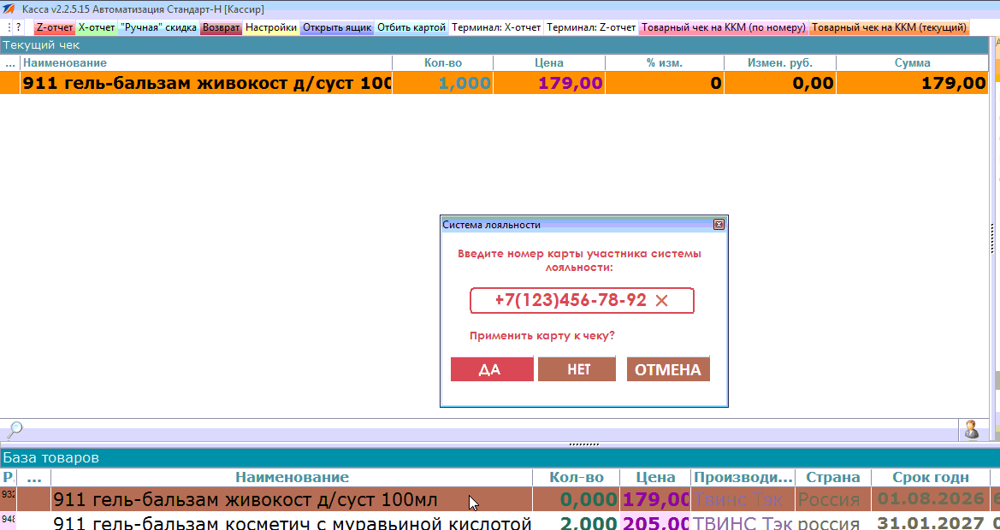 Касса v2.2.5.15 Автоматизация Стандарт-Н [Кассир]
? Z-отчет X-отчет "Ручная" скидка Возврат Настройки Открыть ящик Отбить картой Терминал: X-отчет Терминал: Z-отчет Товарный чек на ККМ (по номеру) Товарный чек на ККМ (текущий)
Текущий чек
... Наименование Кол-во Цена % изм. Измен. руб. Сумма
911 гель-бальзам живокост д/суст 100 1,000 179,00 0 0,00 179,00
Система лояльности
Введите номер карты участника системы
лояльности:
+7(123)456-78-92
Применить карту к чеку?
ДА НЕТ ОТМЕНА
База товаров
Р. ... Наименование Кол-во Цена Производи... Страна Срок годн
932 911 гель-бальзам живокост д/суст 100мл 0,000 179,00 Твинс Тэк Россия 01.08.2026
948 911 гель-бальзам косметич с муравьиной кислотой 2,000 205,00 ТВИНС Тэк россия 31.01.2027